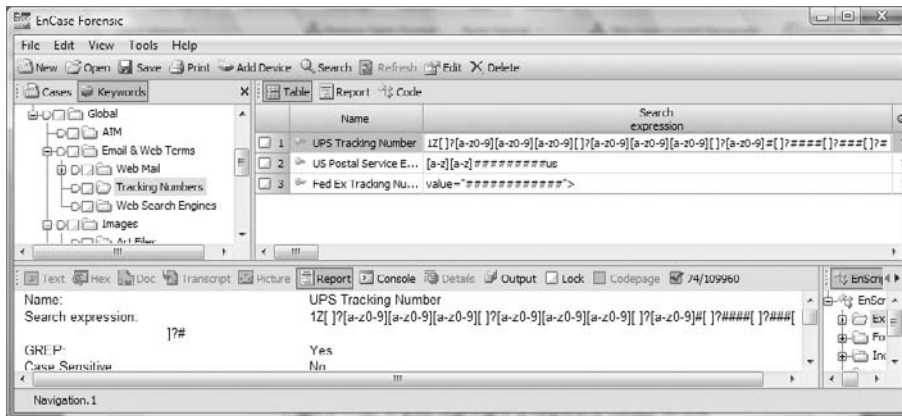 EnCase Forensic
File Edit View Tools Help
New Open Save Print Add Device Search Refresh Edit Delete
Cases Keywords
Table Report Code
Global
AIM
Email & Web Terms
Web Mail
Tracking Numbers
Web Search Engines
Images
Name Search expression
1 UPS Tracking Number 1Z[ ]?[a-z0-9][a-z0-9][a-z0-9][ ]?[a-z0-9][a-z0-9][a-z0-9][ ]?[a-z0-9]#[ ]?####[ ]?###[ ]?#
2 US Postal Service E... [a-z][a-z]#########us
3 Fed Ex Tracking Nu... value="############">
Text Hex Doc Transcript Picture Report Console Details Output Lock Codepage 74/109960
EnScri
Name: UPS Tracking Number
Search expression: 1Z[ ]?[a-z0-9][a-z0-9][a-z0-9][ ]?[a-z0-9][a-z0-9][a-z0-9][ ]?[a-z0-9]#[ ]?####[ ]?###[
]?#
GREP: Yes
Case Sensitive No
EnScr
Ex
Fo
Inc
Navigation.1